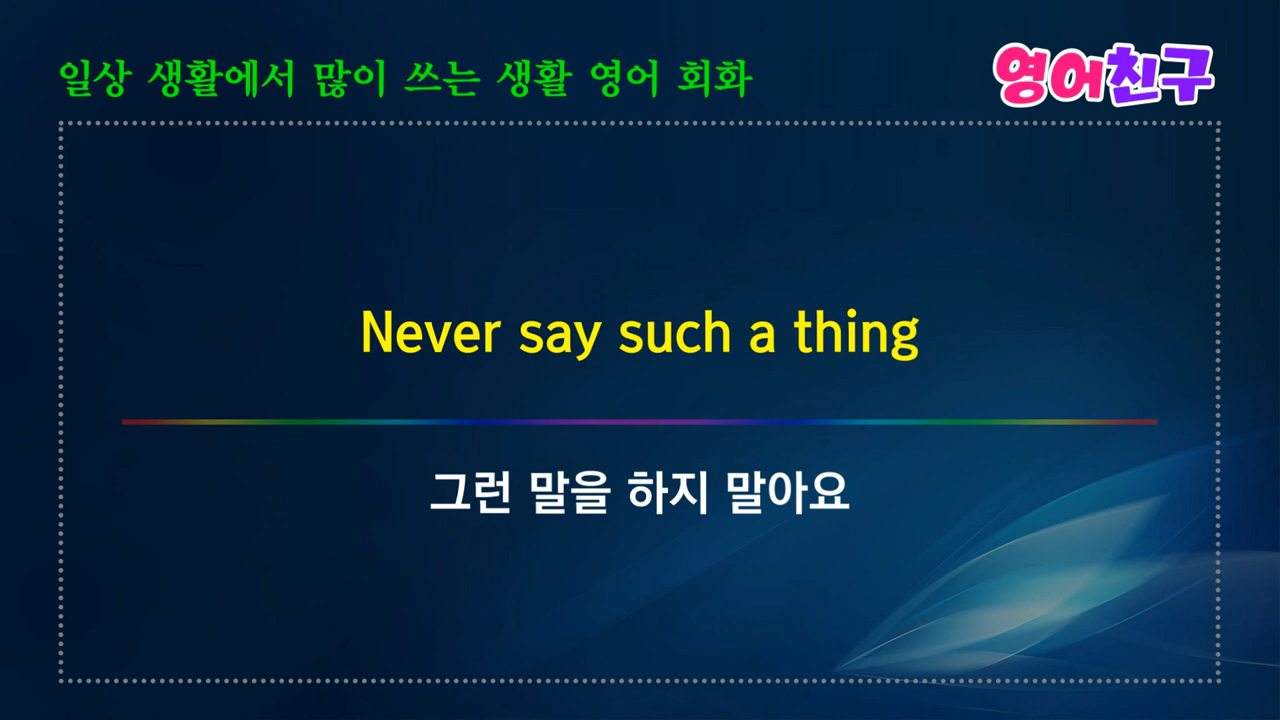 일상 생활에서 많이 쓰는 생활 영어 회화
영어친구
Never say such a thing
그런 말을 하지 말아요